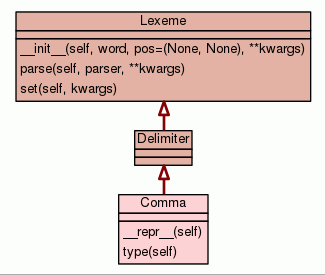 Lexeme
__init__(self, word, pos=(None, None), **kwargs)
parse(self, parser, **kwargs)
set(self, kwargs)
Delimiter
Comma
__repr__(self)
type(self)